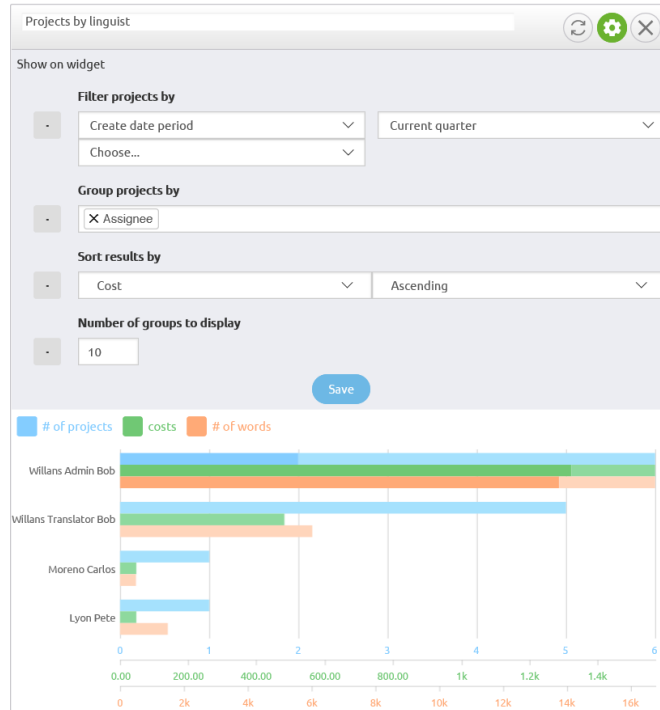 Projects by linguist
Show on widget
Filter projects by
-
Create date period
Current quarter
Choose...
Group projects by
-
✕ Assignee
Sort results by
-
Cost
Ascending
Number of groups to display
-
10
Save
# of projects costs # of words
Willans Admin Bob
Willans Translator Bob
Moreno Carlos
Lyon Pete
0 1 2 3 4 5 6
0.00 200.00 400.00 600.00 800.00 1k 1.2k 1.4k
0 2k 4k 6k 8k 10k 12k 14k 16k